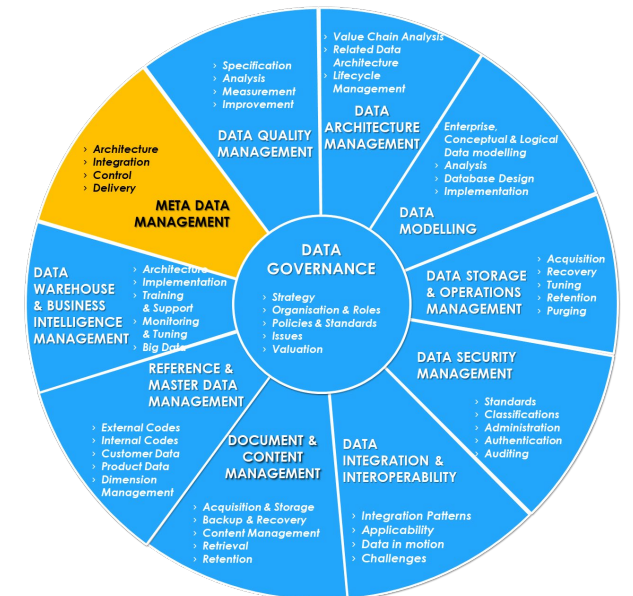 › Value Chain Analysis
› Related Data
Architecture
› Lifecycle
Management
DATA
ARCHITECTURE
MANAGEMENT
Enterprise,
Conceptual & Logical
Data modelling
› Analysis
› Database Design
› Implementation
DATA
MODELLING
› Acquisition
› Recovery
› Tuning
› Retention
› Purging
DATA STORAGE
& OPERATIONS
MANAGEMENT
DATA SECURITY
MANAGEMENT
› Standards
› Classifications
› Administration
› Authentication
› Auditing
DATA
INTEGRATION &
INTEROPERABILITY
› Integration Patterns
› Applicability
› Data in motion
› Challenges
DOCUMENT &
CONTENT
MANAGEMENT
› Acquisition & Storage
› Backup & Recovery
› Content Management
› Retrieval
› Retention
REFERENCE &
MASTER DATA
MANAGEMENT
› External Codes
› Internal Codes
› Customer Data
› Product Data
› Dimension
Management
DATA
WAREHOUSE
& BUSINESS
INTELLIGENCE
MANAGEMENT
› Architecture
› Implementation
› Training
& Support
› Monitoring
& Tuning
› Big Data
› Architecture
› Integration
› Control
› Delivery
META DATA
MANAGEMENT
› Specification
› Analysis
› Measurement
› Improvement
DATA QUALITY
MANAGEMENT
DATA
GOVERNANCE
› Strategy
› Organisation & Roles
› Policies & Standards
› Issues
› Valuation